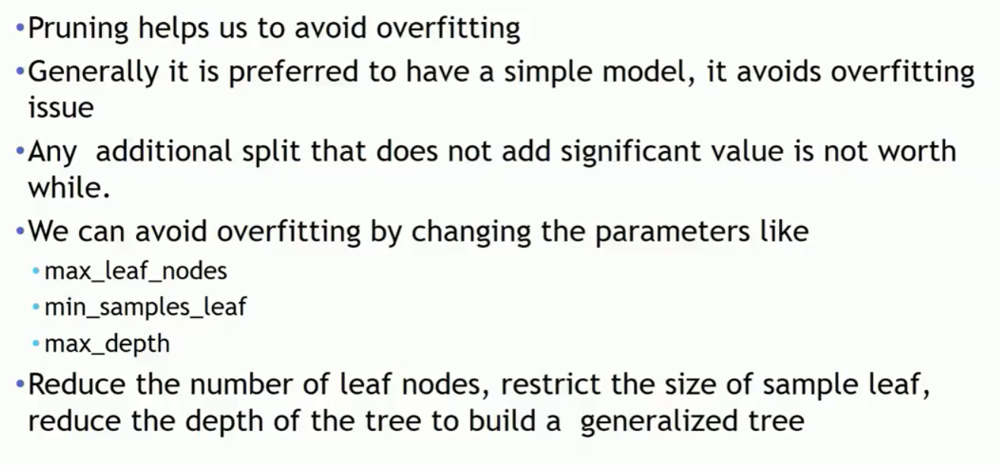 •Pruning helps us to avoid overfitting
•Generally it is preferred to have a simple model, it avoids overfitting
issue
•Any  additional split that does not add significant value is not worth
while.
•We can avoid overfitting by changing the parameters like
•max_leaf_nodes
•min_samples_leaf
•max_depth
•Reduce the number of leaf nodes, restrict the size of sample leaf,
reduce the depth of the tree to build a  generalized tree